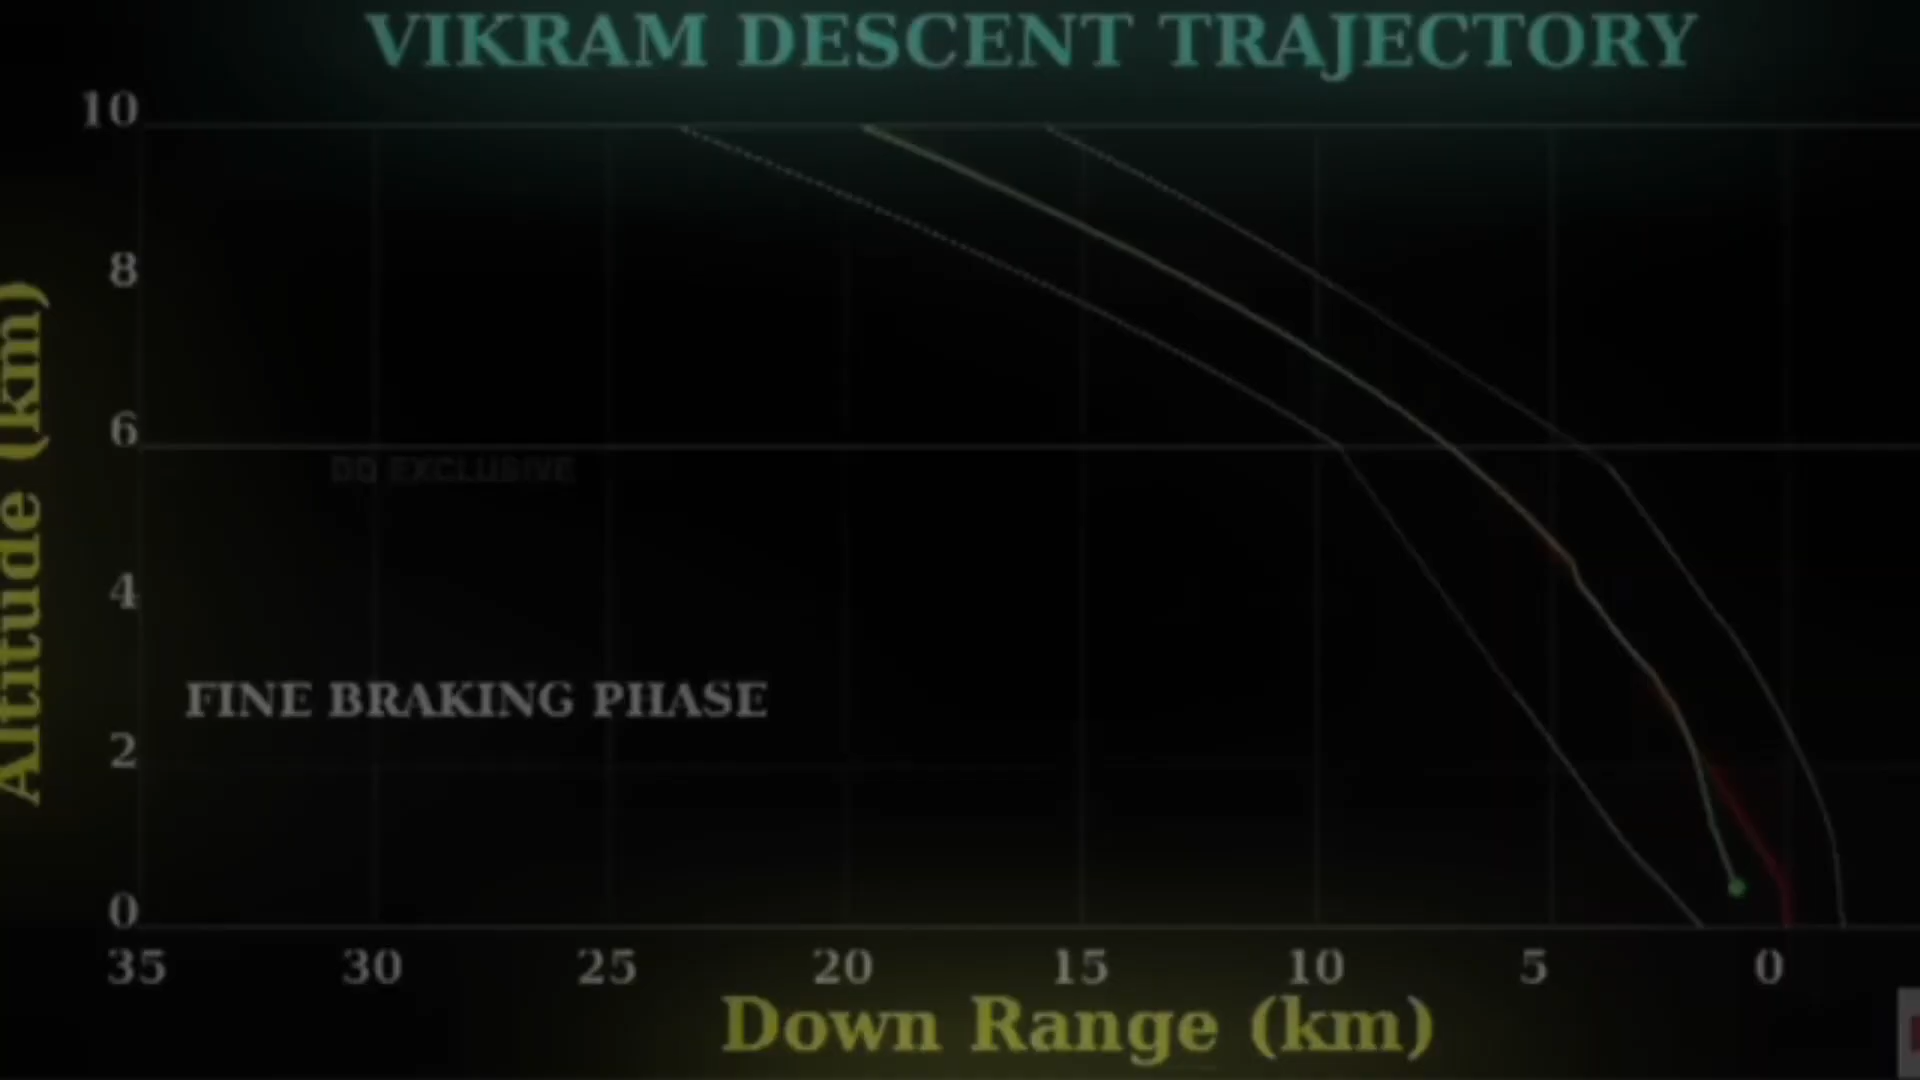 VIKRAM DESCENT TRAJECTORY
10
8
6
DD EXCLUSIVE
4
FINE BRAKING PHASE
2
0
35 30 25 20 15 10 5 0
Altitude (km)
Down Range (km)